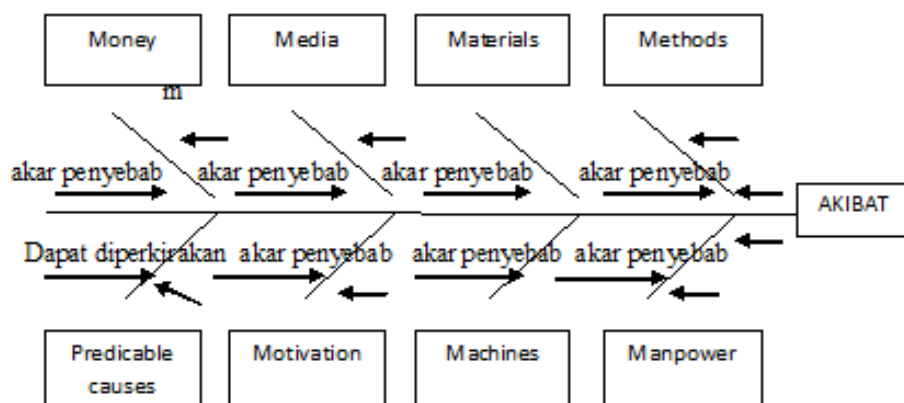 Money
Media
Materials
Methods
m
akar penyebab
akar penyebab
akar penyebab
akar penyebab
AKIBAT
Dapat diperkirakan
akar penyebab
akar penyebab
akar penyebab
Predicable
causes
Motivation
Machines
Manpower